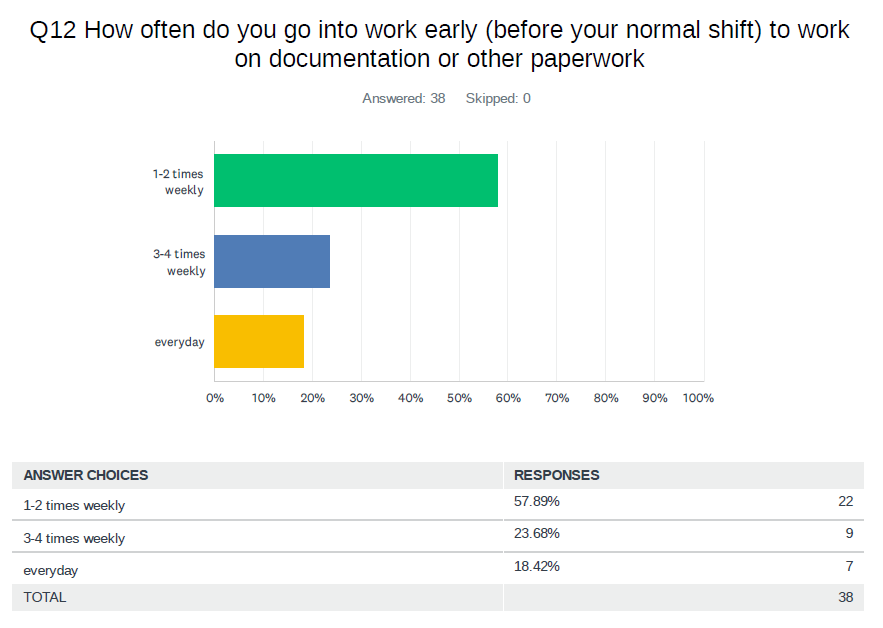 Q12 How often do you go into work early (before your normal shift) to work
on documentation or other paperwork
Answered: 38 Skipped: 0
1-2 times
weekly
3-4 times
weekly
everyday
0% 10% 20% 30% 40% 50% 60% 70% 80% 90% 100%
ANSWER CHOICES RESPONSES
1-2 times weekly 57.89% 22
3-4 times weekly 23.68% 9
everyday 18.42% 7
TOTAL 38